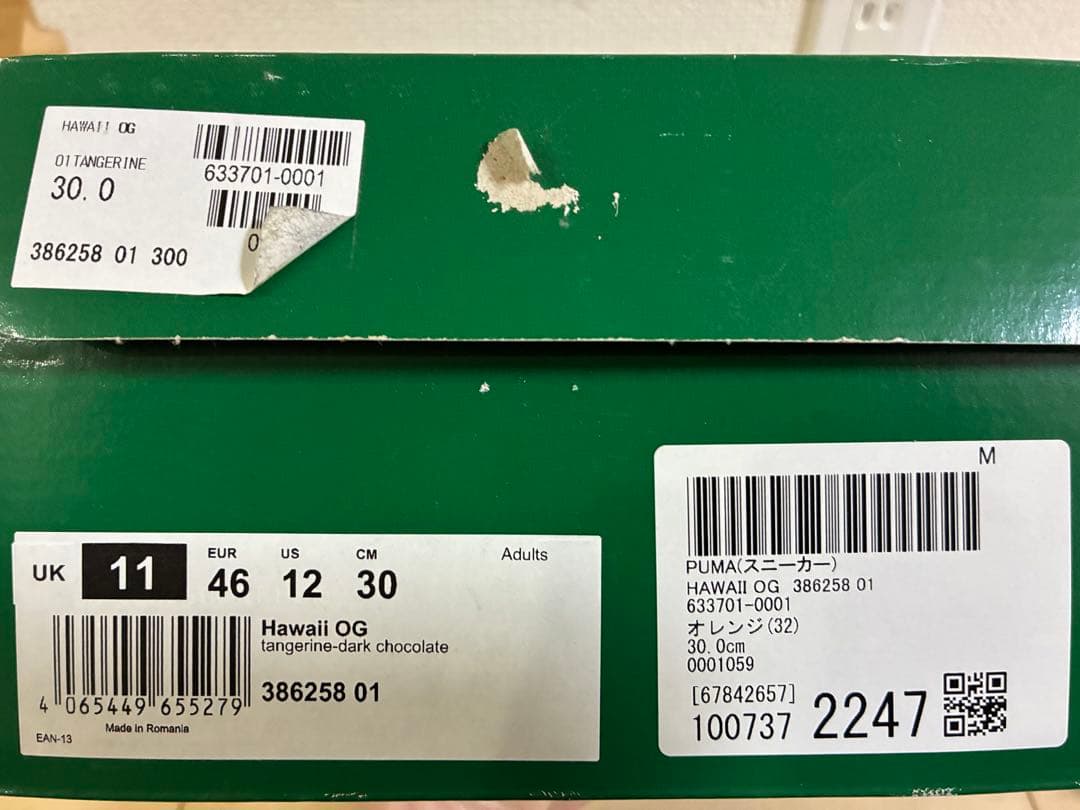 HAWAII OG
01TANGERINE
30.0
633701-0001
0
386258 01 300
UK 11
EUR 46
US 12
CM 30
Adults
Hawaii OG
tangerine-dark chocolate
386258 01
4 065449 655279
Made in Romania
EAN-13
M
PUMA(スニーカー)
HAWAII OG 386258 01
633701-0001
オレンジ(32)
30.0cm
0001059
[67842657]
100737 2247